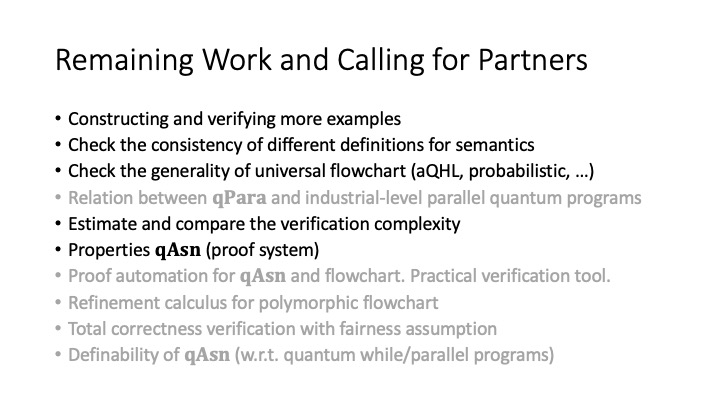 Remaining Work and Calling for Partners
• Constructing and verifying more examples
• Check the consistency of different definitions for semantics
• Check the generality of universal flowchart (aQHL, probabilistic, …)
• Relation between qPara and industrial-level parallel quantum programs
• Estimate and compare the verification complexity
• Properties qAsn (proof system)
• Proof automation for qAsn and flowchart. Practical verification tool.
• Refinement calculus for polymorphic flowchart
• Total correctness verification with fairness assumption
• Definability of qAsn (w.r.t. quantum while/parallel programs)